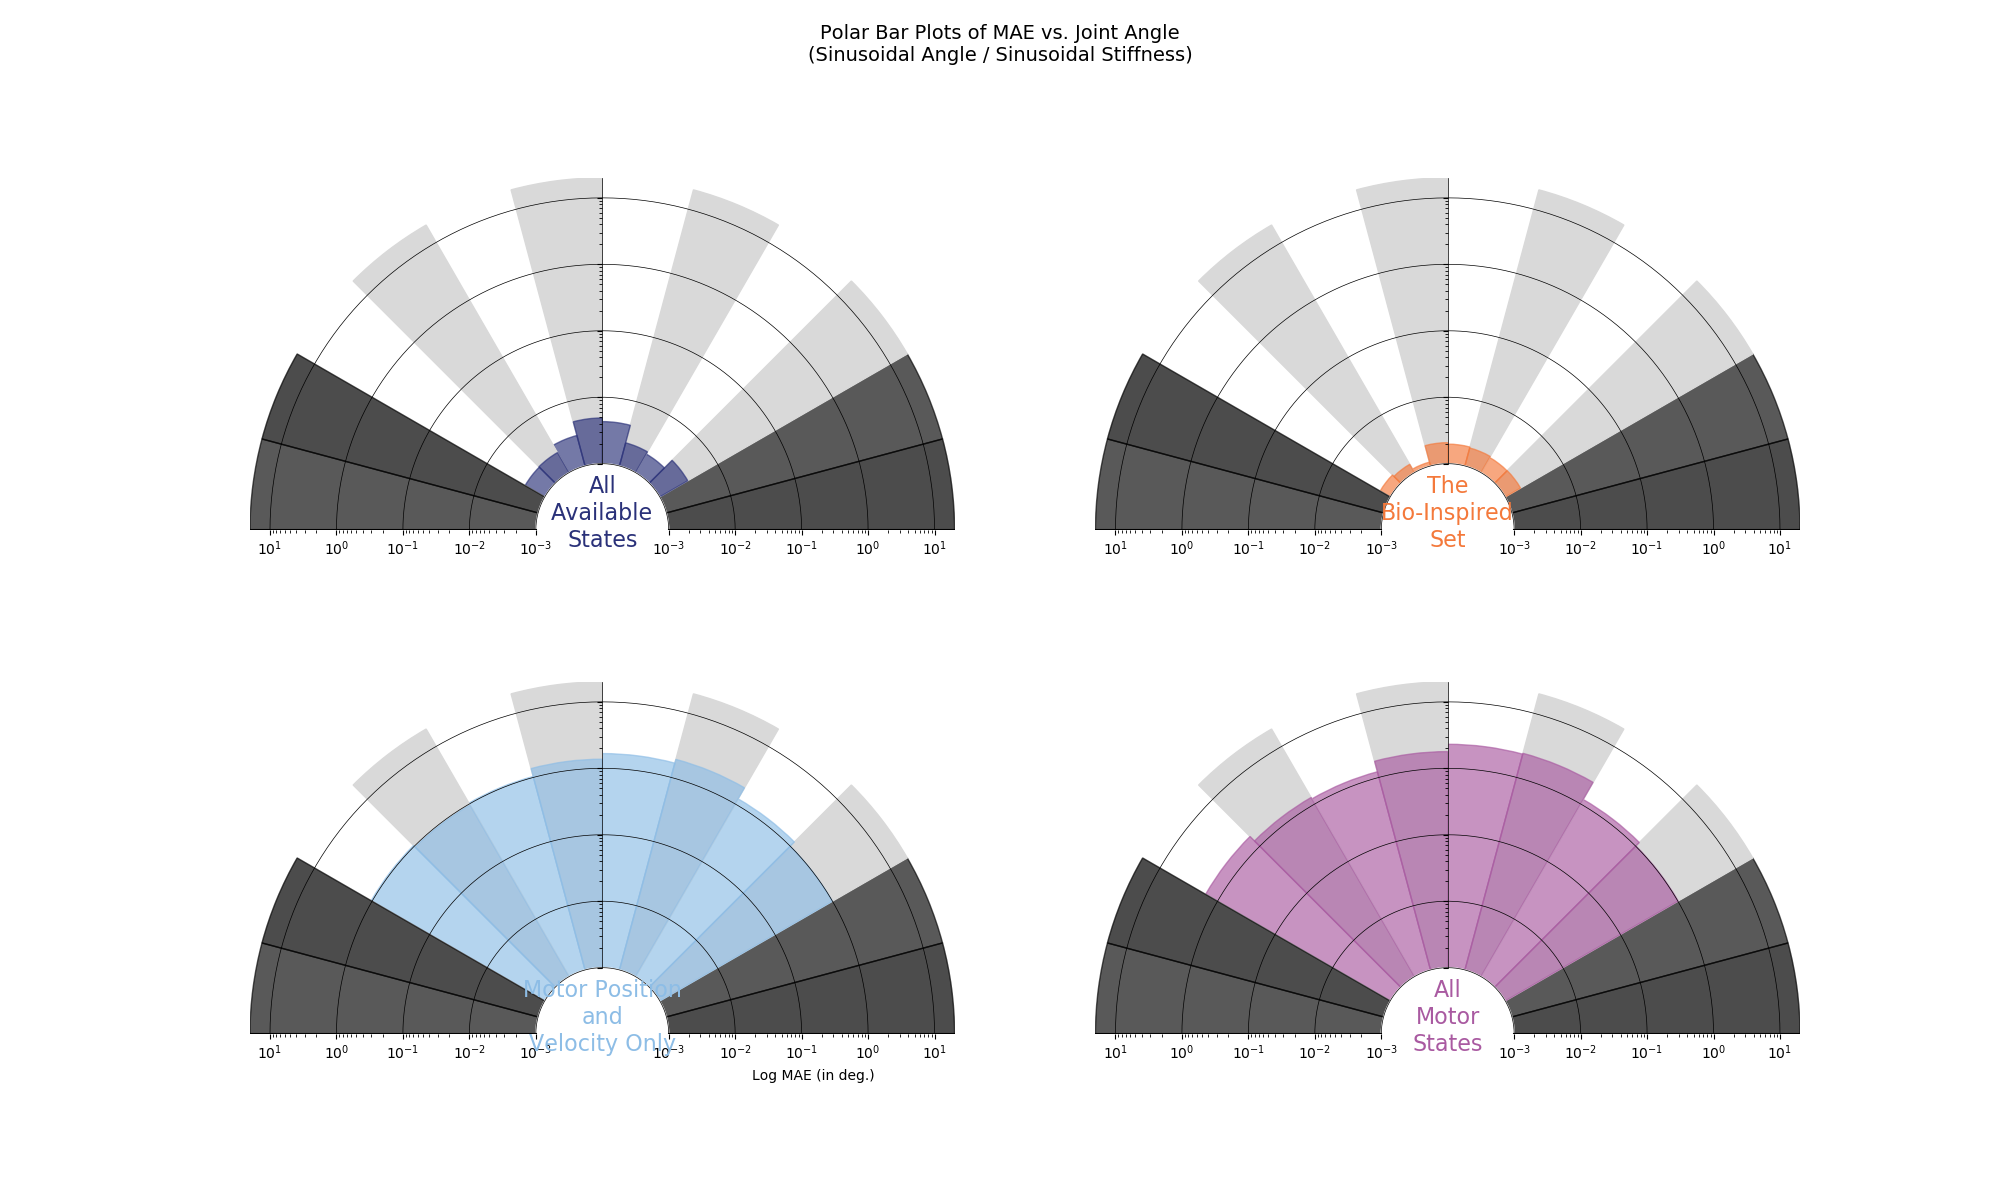 Polar Bar Plots of MAE vs. Joint Angle
(Sinusoidal Angle / Sinusoidal Stiffness)
All
Available
States
10¹ 10⁰ 10⁻¹ 10⁻² 10⁻³ 10⁻³ 10⁻² 10⁻¹ 10⁰ 10¹
The
Bio-Inspired
Set
10¹ 10⁰ 10⁻¹ 10⁻² 10⁻³ 10⁻³ 10⁻² 10⁻¹ 10⁰ 10¹
Motor Position
and
Velocity Only
10¹ 10⁰ 10⁻¹ 10⁻² 10⁻³ 10⁻³ 10⁻² 10⁻¹ 10⁰ 10¹
Log MAE (in deg.)
All
Motor
States
10¹ 10⁰ 10⁻¹ 10⁻² 10⁻³ 10⁻³ 10⁻² 10⁻¹ 10⁰ 10¹